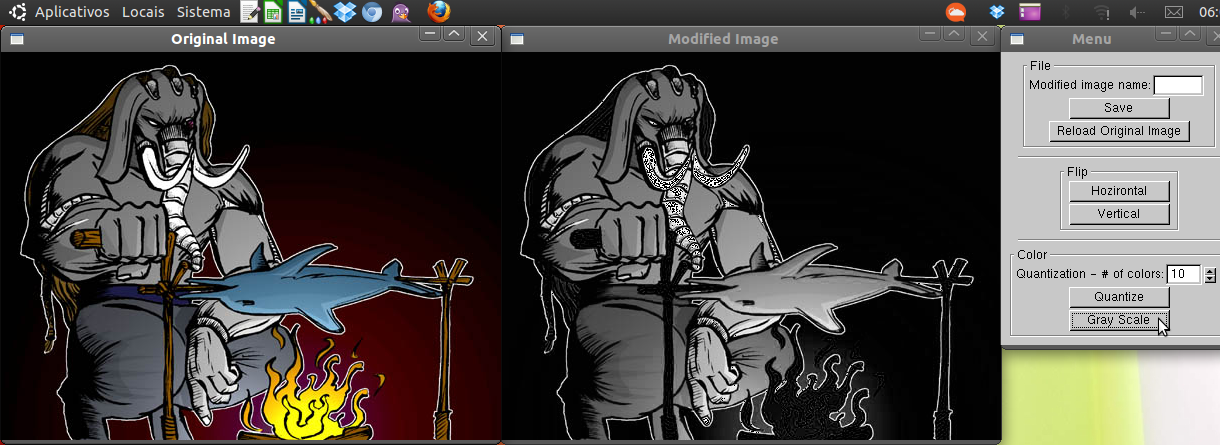 Aplicativos Locais Sistema 06:
Original Image
Modified Image
Menu
File
Modified image name:
Save
Reload Original Image
Flip
Hozirontal
Vertical
Color
Quantization - # of colors: 10
Quantize
Gray Scale